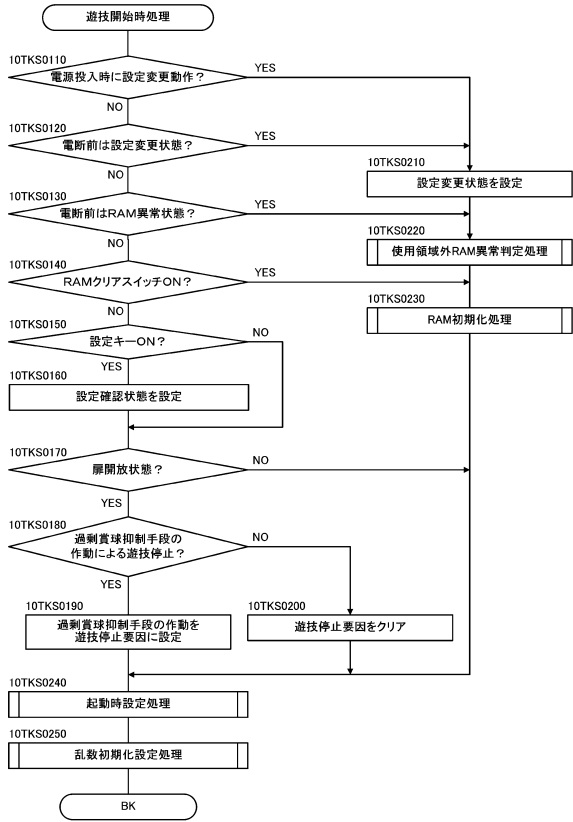 遊技開始時処理
10TKS0110
電源投入時に設定変更動作？
YES
NO
10TKS0120
電断前は設定変更状態？
YES
NO
10TKS0210
設定変更状態を設定
10TKS0130
電断前はRAM異常状態？
YES
NO
10TKS0220
使用領域外RAM異常判定処理
10TKS0140
RAMクリアスイッチON？
YES
NO
10TKS0230
RAM初期化処理
10TKS0150
設定キーON？
NO
YES
10TKS0160
設定確認状態を設定
10TKS0170
扉開放状態？
NO
YES
10TKS0180
過剰賞球抑制手段の
作動による遊技停止？
NO
YES
10TKS0190
過剰賞球抑制手段の作動を
遊技停止要因に設定
10TKS0200
遊技停止要因をクリア
10TKS0240
起動時設定処理
10TKS0250
乱数初期化設定処理
BK